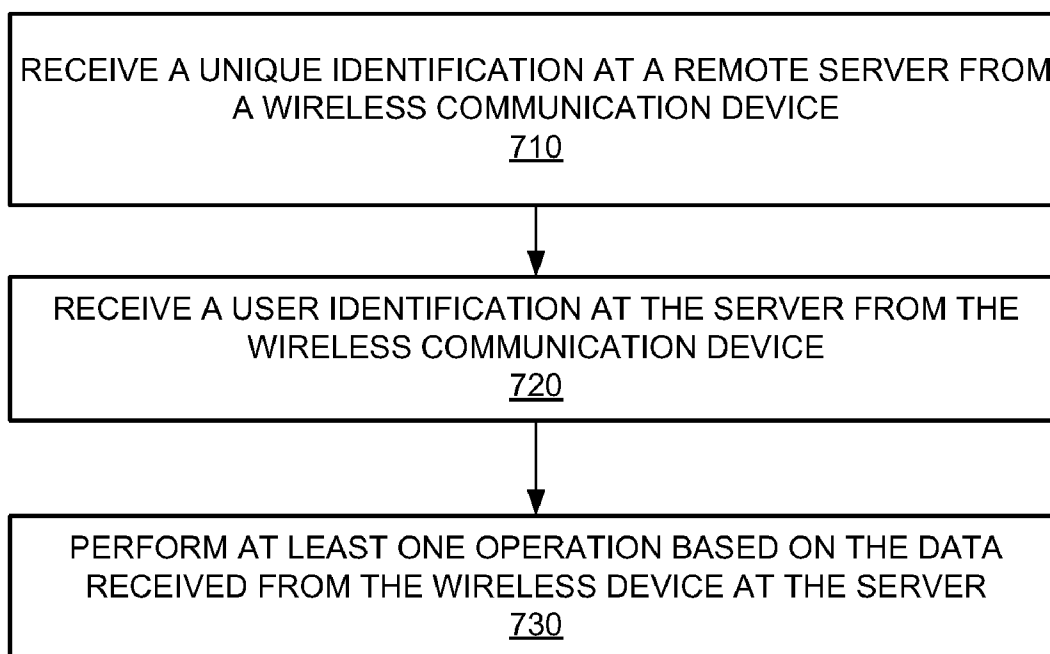 RECEIVE A UNIQUE IDENTIFICATION AT A REMOTE SERVER FROM
A WIRELESS COMMUNICATION DEVICE
710
RECEIVE A USER IDENTIFICATION AT THE SERVER FROM THE
WIRELESS COMMUNICATION DEVICE
720
PERFORM AT LEAST ONE OPERATION BASED ON THE DATA
RECEIVED FROM THE WIRELESS DEVICE AT THE SERVER
730